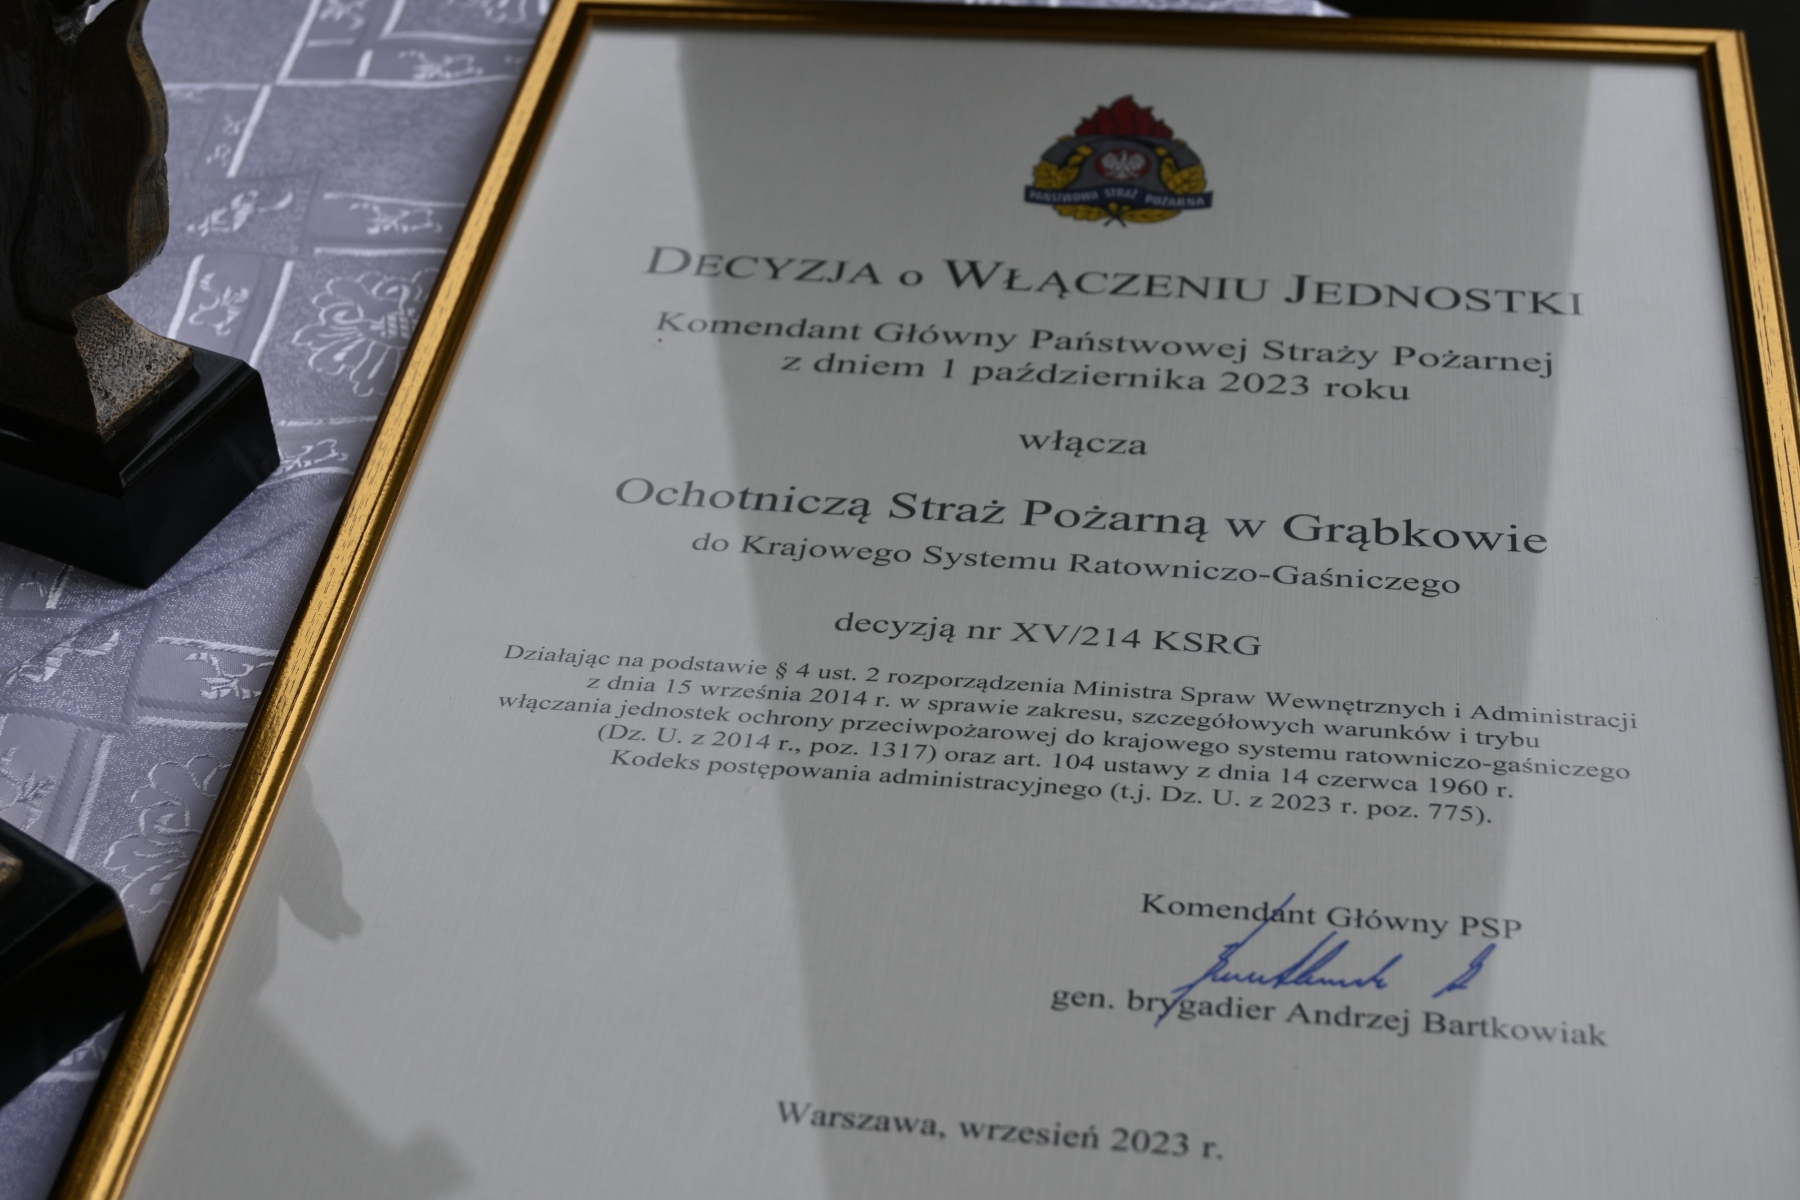 PAŃSTWOWA STRAŻ POŻARNA
DECYZJA O WŁĄCZENIU JEDNOSTKI
Komendant Główny Państwowej Straży Pożarnej
z dniem 1 października 2023 roku
włącza
Ochotniczą Straż Pożarną w Grąbkowie
do Krajowego Systemu Ratowniczo-Gaśniczego
decyzją nr XV/214 KSRG
Działając na podstawie § 4 ust. 2 rozporządzenia Ministra Spraw Wewnętrznych i Administracji
z dnia 15 września 2014 r. w sprawie zakresu, szczegółowych warunków i trybu
włączania jednostek ochrony przeciwpożarowej do krajowego systemu ratowniczo-gaśniczego
(Dz. U. z 2014 r., poz. 1317) oraz art. 104 ustawy z dnia 14 czerwca 1960 r.
Kodeks postępowania administracyjnego (t.j. Dz. U. z 2023 r. poz. 775).
Komendant Główny PSP
gen. brygadier Andrzej Bartkowiak
Warszawa, wrzesień 2023 r.